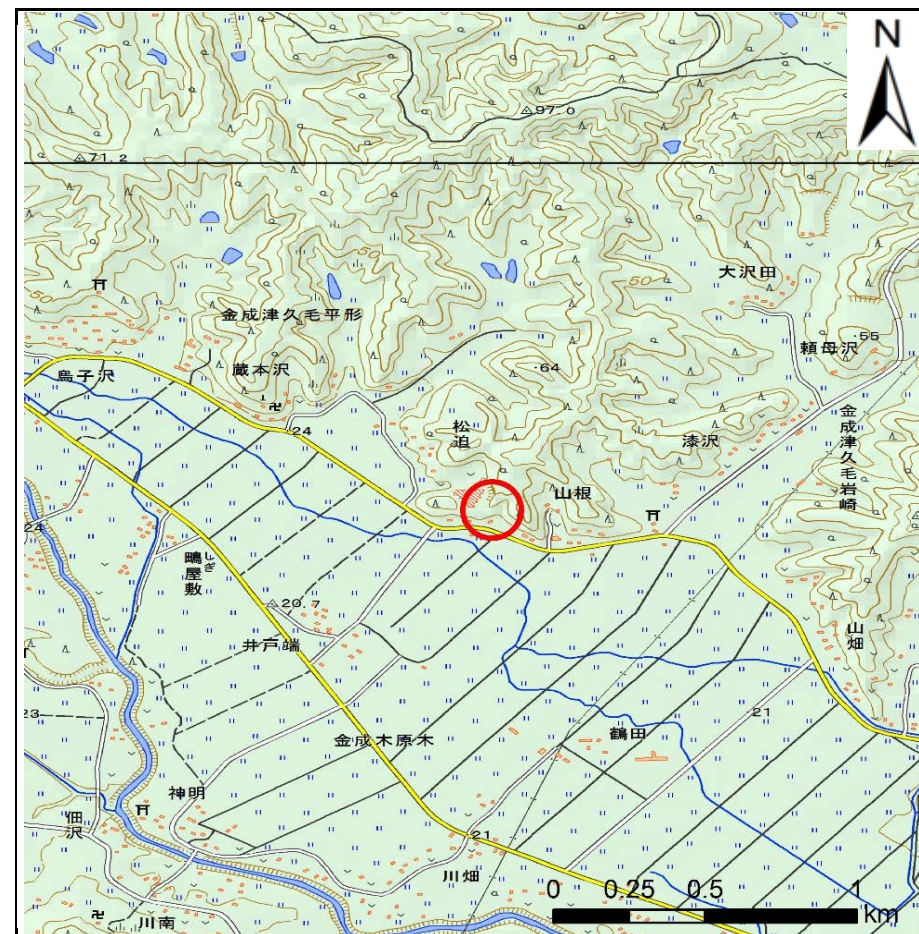 N
97.0
71.2
大沢田
50
50
金成津久毛平形
頼母沢
55
64
蔵本沢
鳥子沢
24
松迫
漆沢
金成津久毛岩崎
山根
24
鴫屋敷
しぎ
20.7
井戸端
山畑
23
21
鶴田
金成木原木
神明
佃沢
21
川畑
川南
0 0.25 0.5 1
km